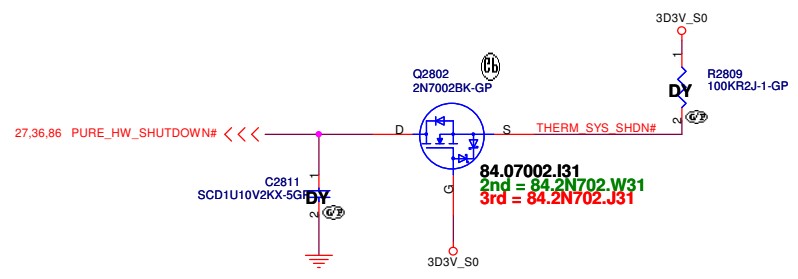 3D3V_S0
1
R2809
100KR2J-1-GP
DY
2
Q2802
2N7002BK-GP
27,36,86 PURE_HW_SHUTDOWN#
D
S
THERM_SYS_SHDN#
G
84.07002.I31
2nd = 84.2N702.W31
3rd = 84.2N702.J31
1
C2811
SCD1U10V2KX-5GP
DY
2
3D3V_S0